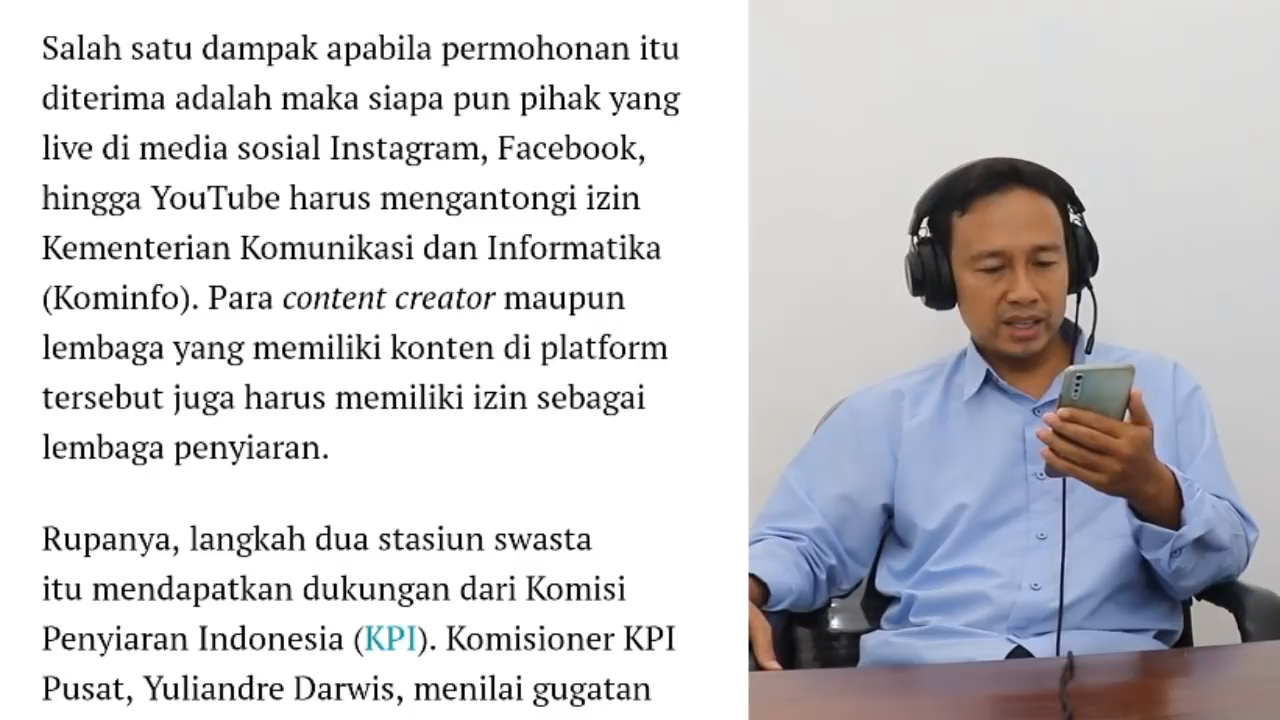 Salah satu dampak apabila permohonan itu
diterima adalah maka siapa pun pihak yang
live di media sosial Instagram, Facebook,
hingga YouTube harus mengantongi izin
Kementerian Komunikasi dan Informatika
(Kominfo). Para content creator maupun
lembaga yang memiliki konten di platform
tersebut juga harus memiliki izin sebagai
lembaga penyiaran.
Rupanya, langkah dua stasiun swasta
itu mendapatkan dukungan dari Komisi
Penyiaran Indonesia (KPI). Komisioner KPI
Pusat, Yuliandre Darwis, menilai gugatan